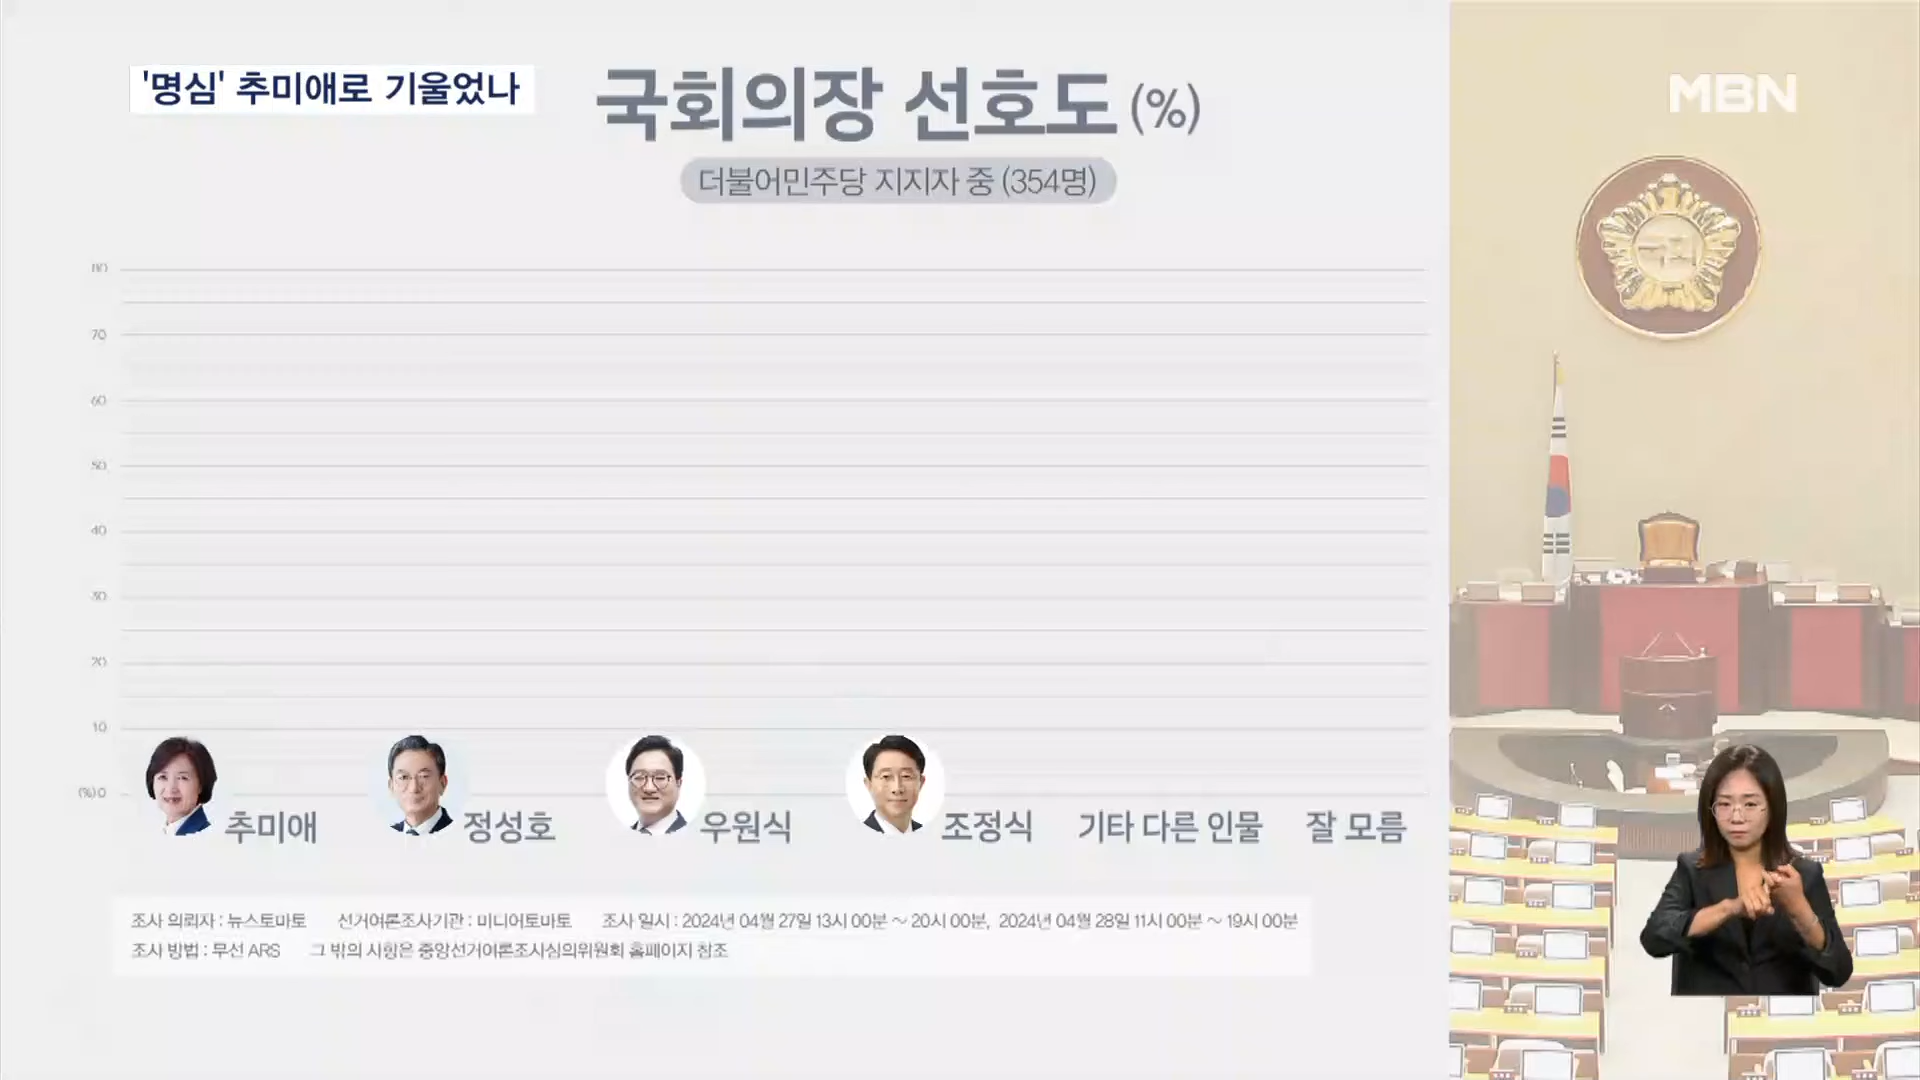 '명심' 추미애로 기울었나
국회의장 선호도 (%)
MBN
더불어민주당 지지자 중 (354명)
80
70
60
50
40
30
20
10
(%) 0
추미애 정성호 우원식 조정식 기타 다른 인물 잘 모름
조사 의뢰자 : 뉴스토마토 선거여론조사기관 : 미디어토마토 조사 일시 : 2024년 04월 27일 13시 00분 ~ 20시 00분, 2024년 04월 28일 11시 00분 ~ 19시 00분
조사 방법 : 무선 ARS 그 밖의 사항은 중앙선거여론조사심의위원회 홈페이지 참조